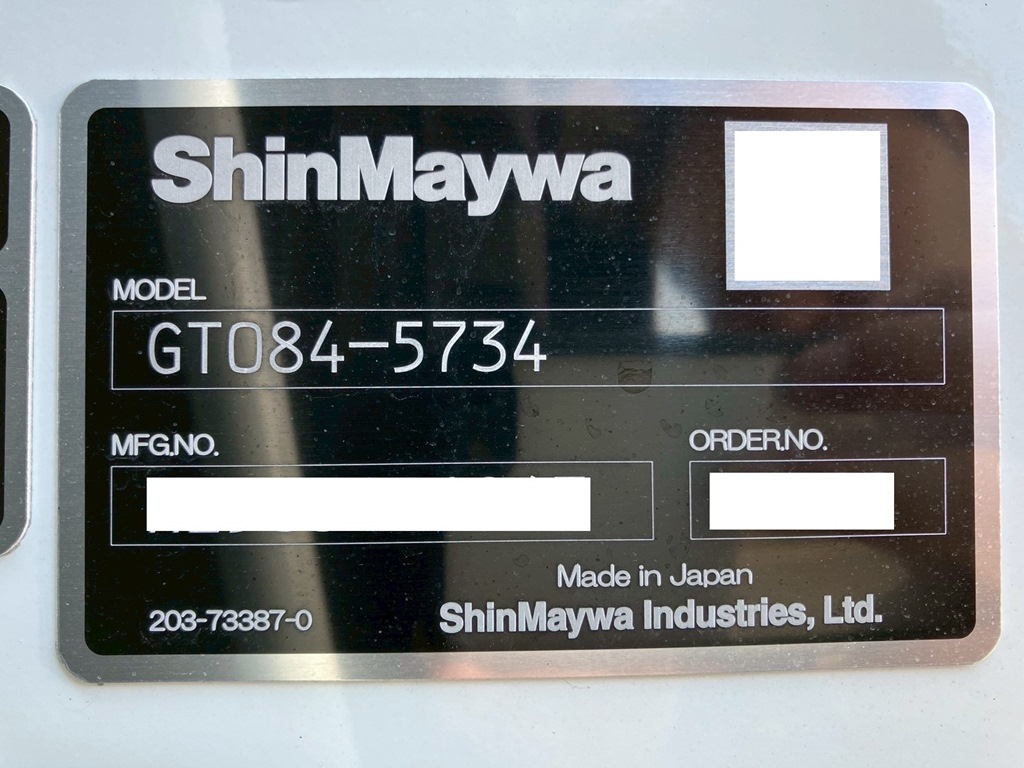 ShinMaywa
MODEL
GT084-5734
MFG.NO.
ORDER.NO.
Made in Japan
203-73387-0
ShinMaywa Industries, Ltd.